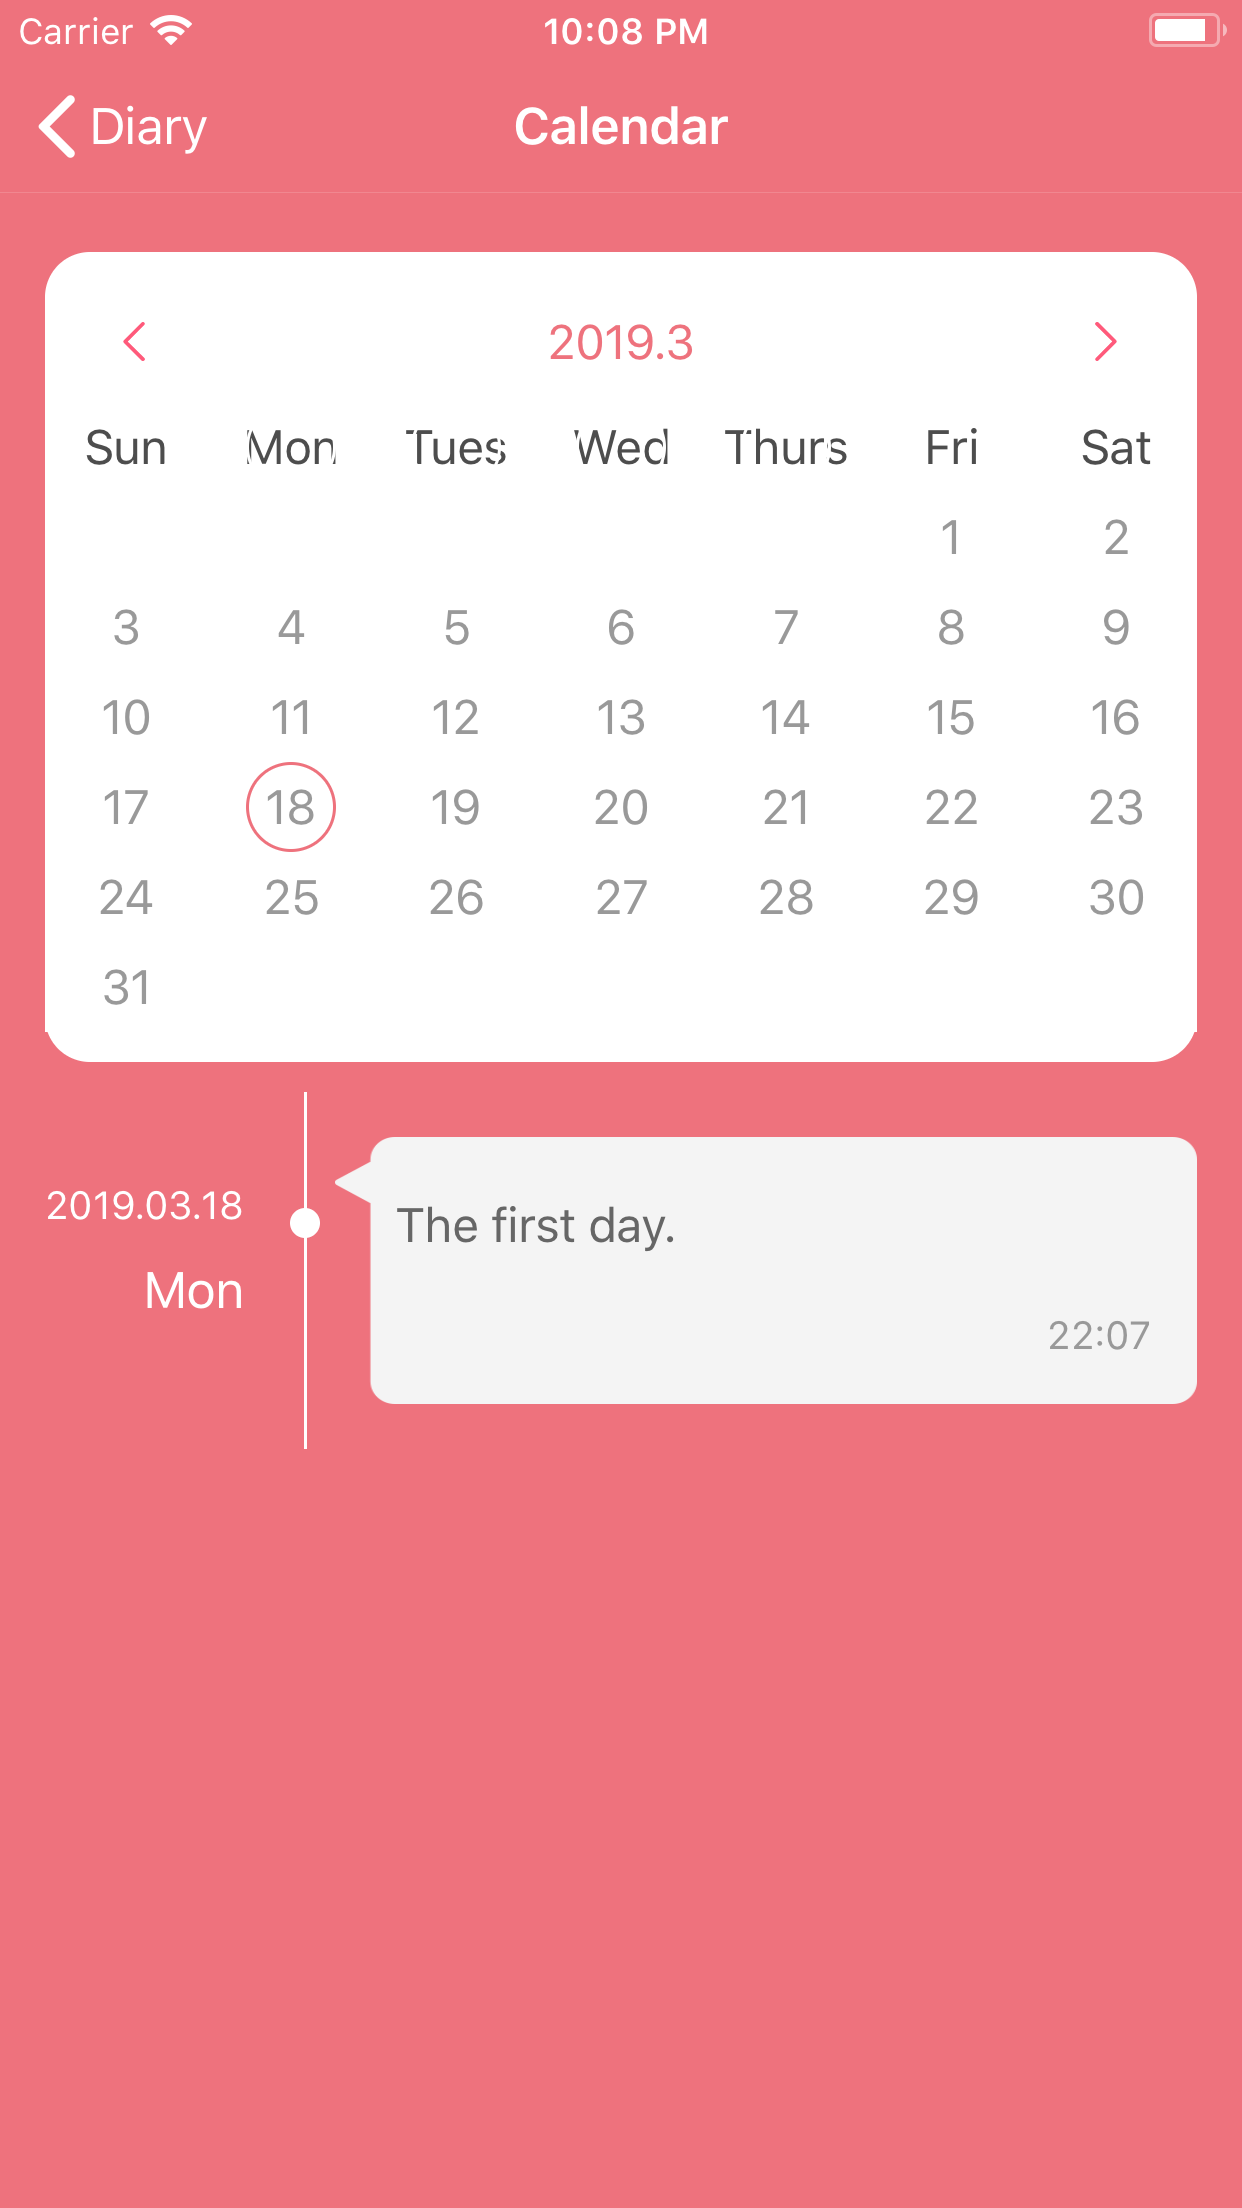 Carrier 10:08 PM
Diary Calendar
2019.3
Sun Mon Tues Wed Thurs Fri Sat
1 2
3 4 5 6 7 8 9
10 11 12 13 14 15 16
17 18 19 20 21 22 23
24 25 26 27 28 29 30
31
2019.03.18
Mon
The first day.
22:07